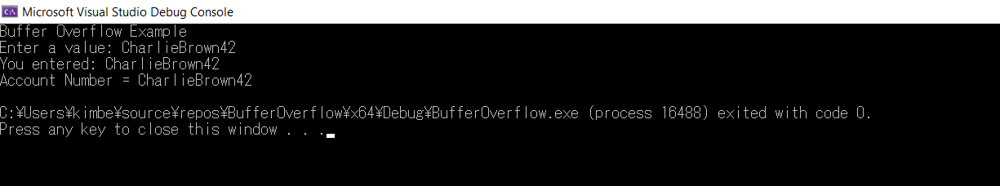 Microsoft Visual Studio Debug Console
Buffer Overflow Example
Enter a value: CharlieBrown42
You entered: CharlieBrown42
Account Number = CharlieBrown42
C:¥Users¥kimbe¥source¥repos¥BufferOverflow¥x64¥Debug¥BufferOverflow.exe (process 16488) exited with code 0.
Press any key to close this window . . .